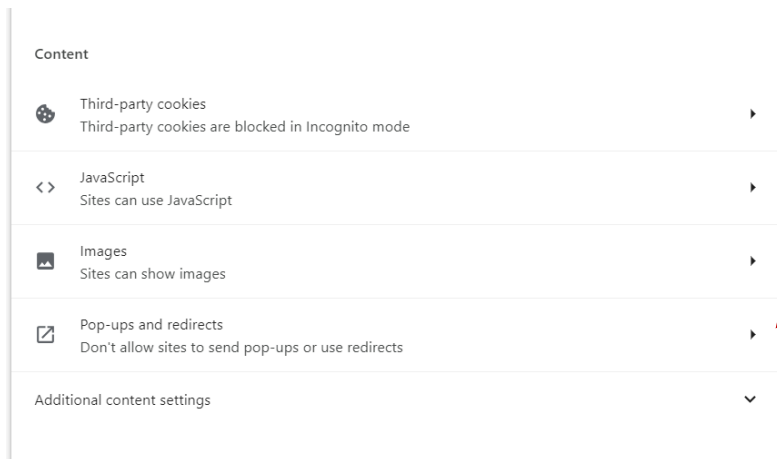 Content
Third-party cookies
Third-party cookies are blocked in Incognito mode
JavaScript
Sites can use JavaScript
Images
Sites can show images
Pop-ups and redirects
Don't allow sites to send pop-ups or use redirects
Additional content settings